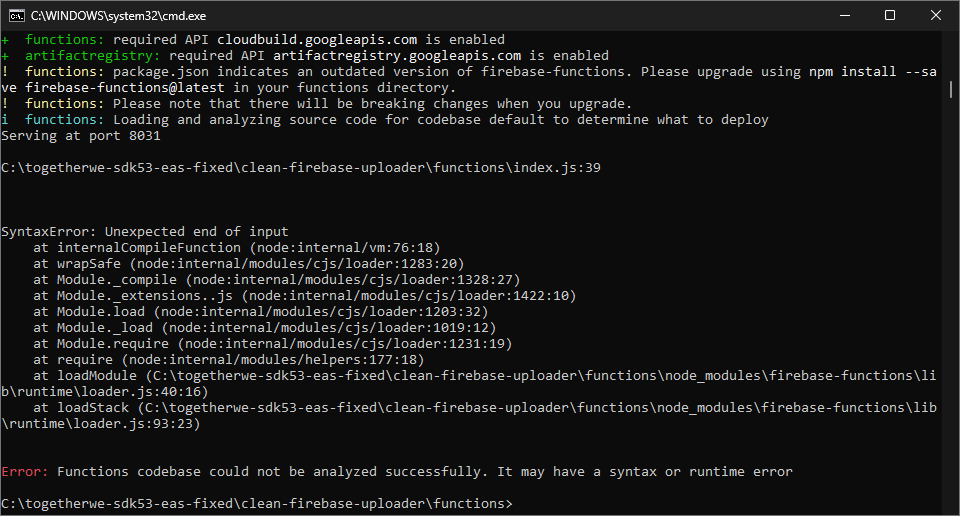 C:\WINDOWS\system32\cmd.exe
+  functions: required API cloudbuild.googleapis.com is enabled
+  artifactregistry: required API artifactregistry.googleapis.com is enabled
!  functions: package.json indicates an outdated version of firebase-functions. Please upgrade using npm install --sa
ve firebase-functions@latest in your functions directory.
!  functions: Please note that there will be breaking changes when you upgrade.
i  functions: Loading and analyzing source code for codebase default to determine what to deploy
Serving at port 8031
C:\togetherwe-sdk53-eas-fixed\clean-firebase-uploader\functions\index.js:39
SyntaxError: Unexpected end of input
    at internalCompileFunction (node:internal/vm:76:18)
    at wrapSafe (node:internal/modules/cjs/loader:1283:20)
    at Module._compile (node:internal/modules/cjs/loader:1328:27)
    at Module._extensions..js (node:internal/modules/cjs/loader:1422:10)
    at Module.load (node:internal/modules/cjs/loader:1203:32)
    at Module._load (node:internal/modules/cjs/loader:1019:12)
    at Module.require (node:internal/modules/cjs/loader:1231:19)
    at require (node:internal/modules/helpers:177:18)
    at loadModule (C:\togetherwe-sdk53-eas-fixed\clean-firebase-uploader\functions\node_modules\firebase-functions\li
b\runtime\loader.js:40:16)
    at loadStack (C:\togetherwe-sdk53-eas-fixed\clean-firebase-uploader\functions\node_modules\firebase-functions\lib
\runtime\loader.js:93:23)
Error: Functions codebase could not be analyzed successfully. It may have a syntax or runtime error
C:\togetherwe-sdk53-eas-fixed\clean-firebase-uploader\functions>